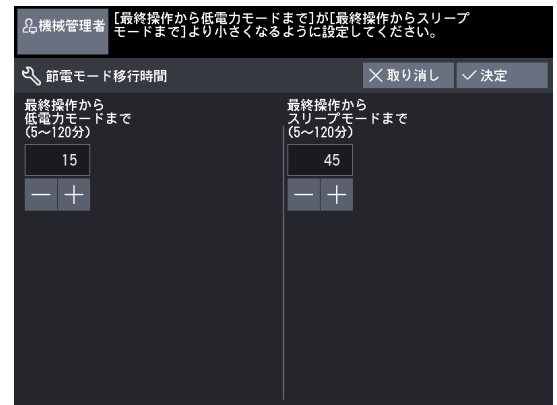 機械管理者
[最終操作から低電力モードまで]が[最終操作からスリープ
モードまで]より小さくなるように設定してください。
節電モード移行時間
取り消し
決定
最終操作から
低電力モードまで
(5～120分)
15
最終操作から
スリープモードまで
(5～120分)
45